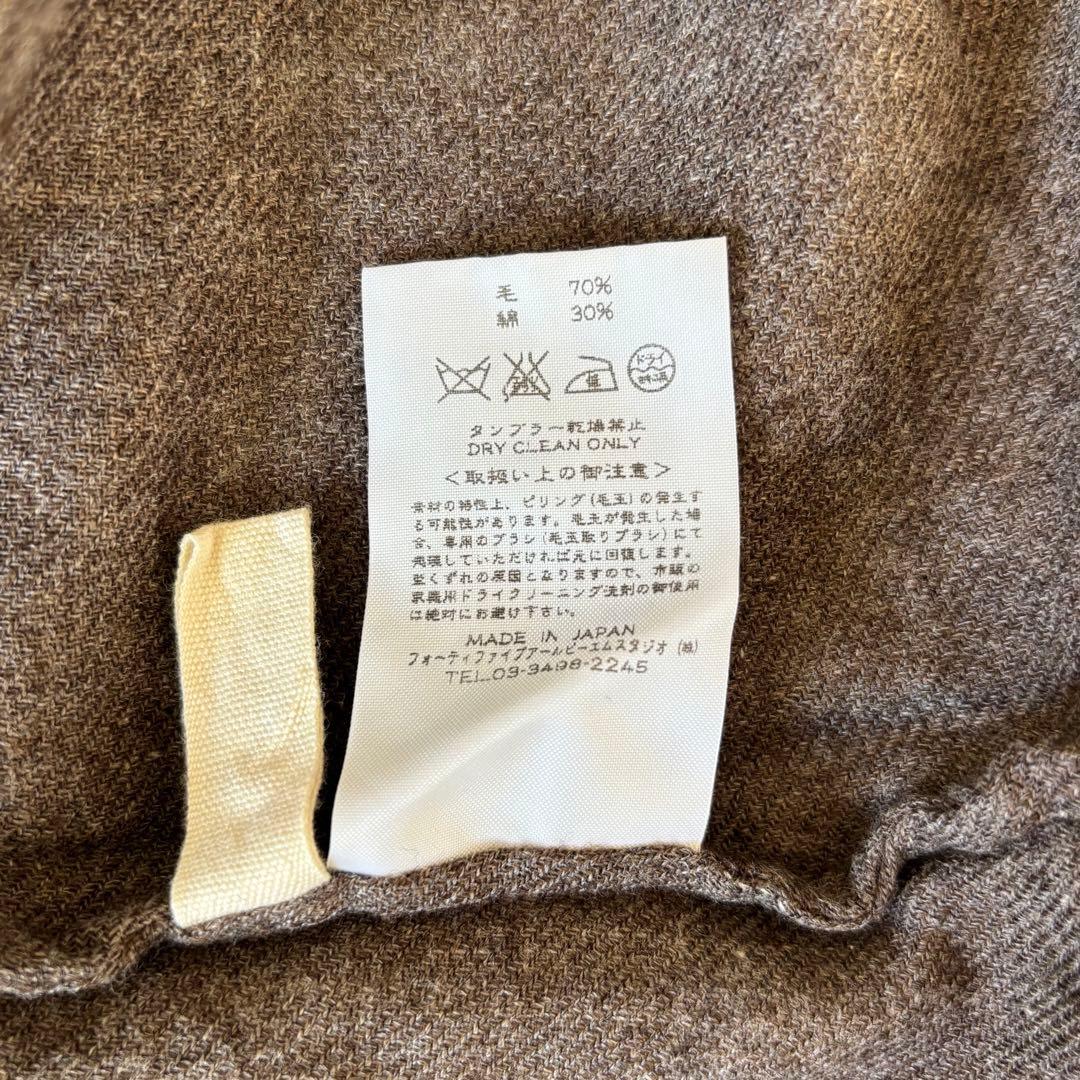 毛 70%
綿 30%
ドライ
タンブラー乾燥禁止
DRY CLEAN ONLY
＜取扱い上の御注意＞
素材の特性上、ピリング(毛玉)の発生す
る可能性があります。毛玉が発生した場
合、専用のブラシ(毛玉取りブラシ)にて
処理していただければ元に回復します。
型くずれの原因となりますので、市販の
家庭用ドライクリーニング洗剤の御使用
は絶対にお避け下さい。
MADE IN JAPAN
フォーティファイブアールピーエムスタジオ (株)
TEL.03-3498-2245